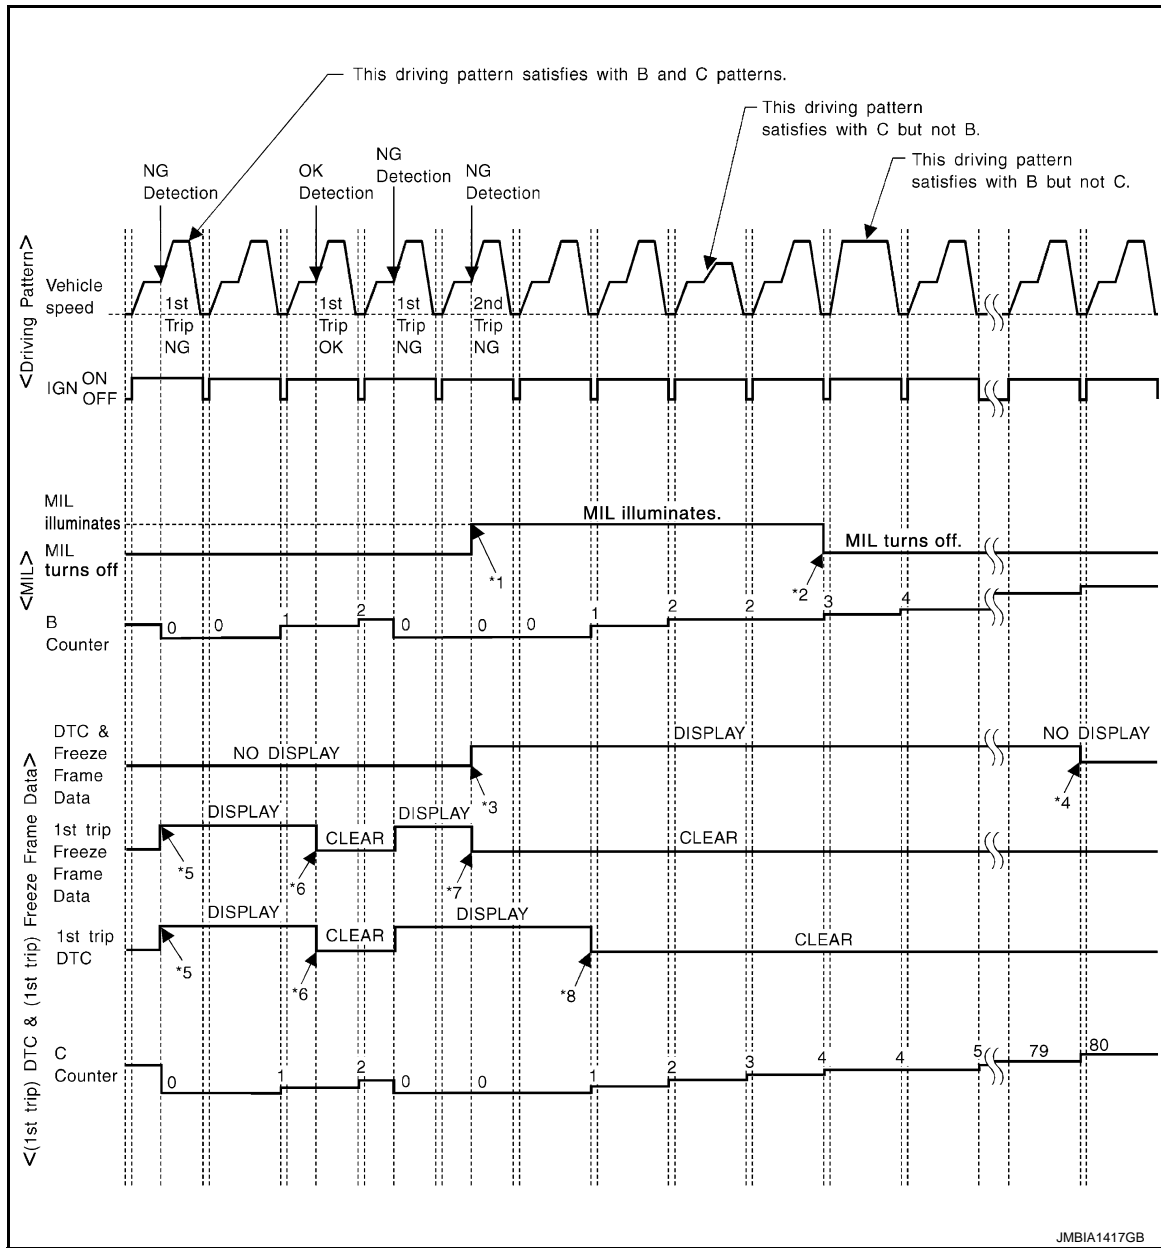 This driving pattern satisfies with B and C patterns.
This driving pattern
satisfies with C but not B.
This driving pattern
satisfies with B but not C.
NG
Detection
OK
Detection
NG
Detection
NG
Detection
<Driving Pattern>
Vehicle
speed
1st
Trip
NG
1st
Trip
OK
1st
Trip
NG
2nd
Trip
NG
IGN ON
OFF
<MIL>
MIL
illuminates
MIL
turns off
MIL illuminates.
MIL turns off.
*1
*2
B
Counter
0 0 1 2 0 0 0 1 2 2 3 4
<(1st trip) DTC & (1st trip) Freeze Frame Data>
DTC &
Freeze
Frame
Data
NO DISPLAY
DISPLAY
NO DISPLAY
*3
*4
1st trip
Freeze
Frame
Data
DISPLAY
CLEAR
DISPLAY
CLEAR
*5
*6
*7
1st trip
DTC
DISPLAY
CLEAR
DISPLAY
CLEAR
*5
*6
*8
C
Counter
0 1 2 0 0 1 2 3 4 4 5 79 80
JMBIA1417GB